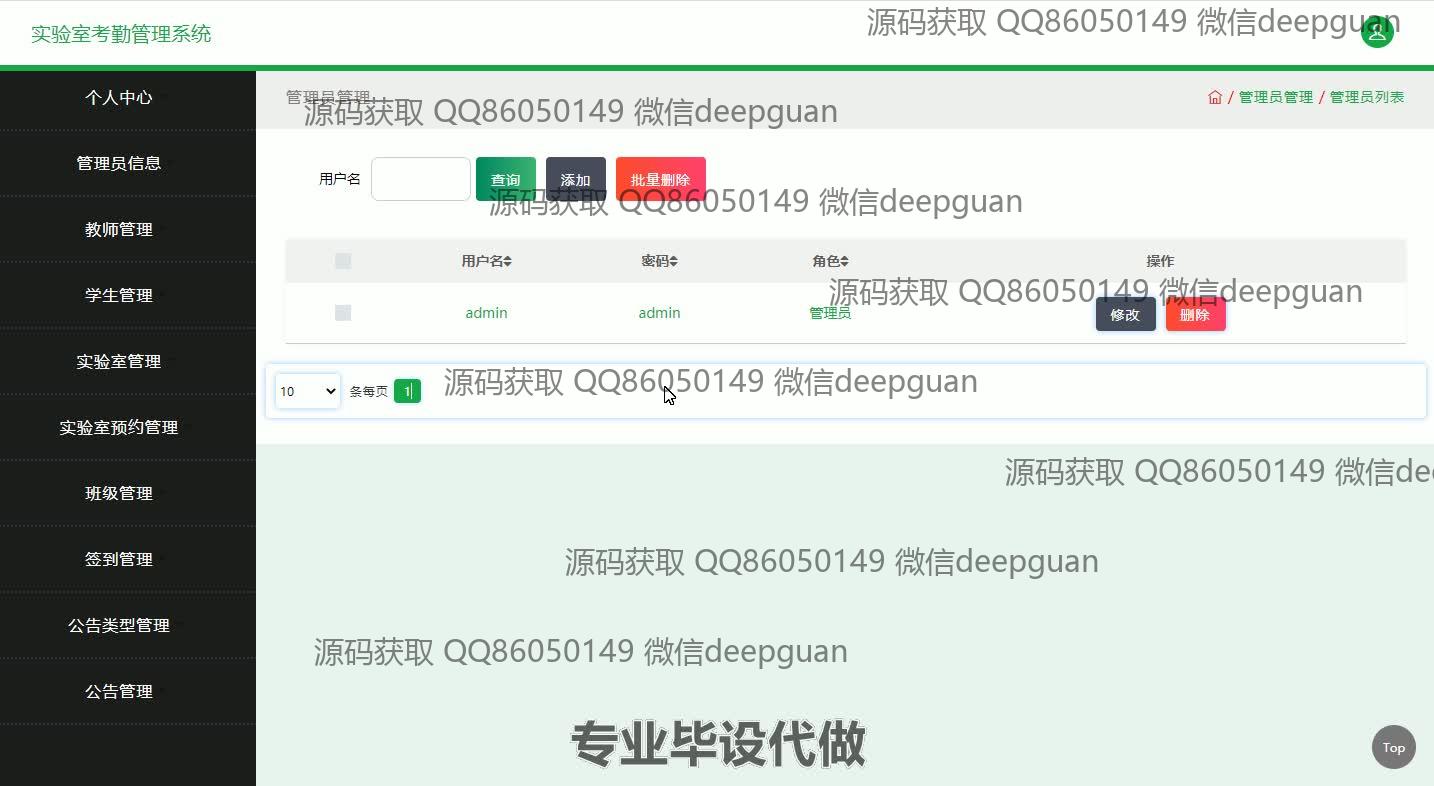 实验室考勤管理系统
源码获取 QQ86050149 微信deepguan
个人中心
管理员信息
教师管理
学生管理
实验室管理
实验室预约管理
班级管理
签到管理
公告类型管理
公告管理
管理员管理
/ 管理员管理 / 管理员列表
源码获取 QQ86050149 微信deepguan
用户名 查询 添加 批量删除
源码获取 QQ86050149 微信deepguan
用户名 密码 角色 操作
源码获取 QQ86050149 微信deepguan
admin admin 管理员 修改 删除
10 条每页 1
源码获取 QQ86050149 微信deepguan
源码获取 QQ86050149 微信dee
源码获取 QQ86050149 微信deepguan
源码获取 QQ86050149 微信deepguan
专业毕设代做
Top